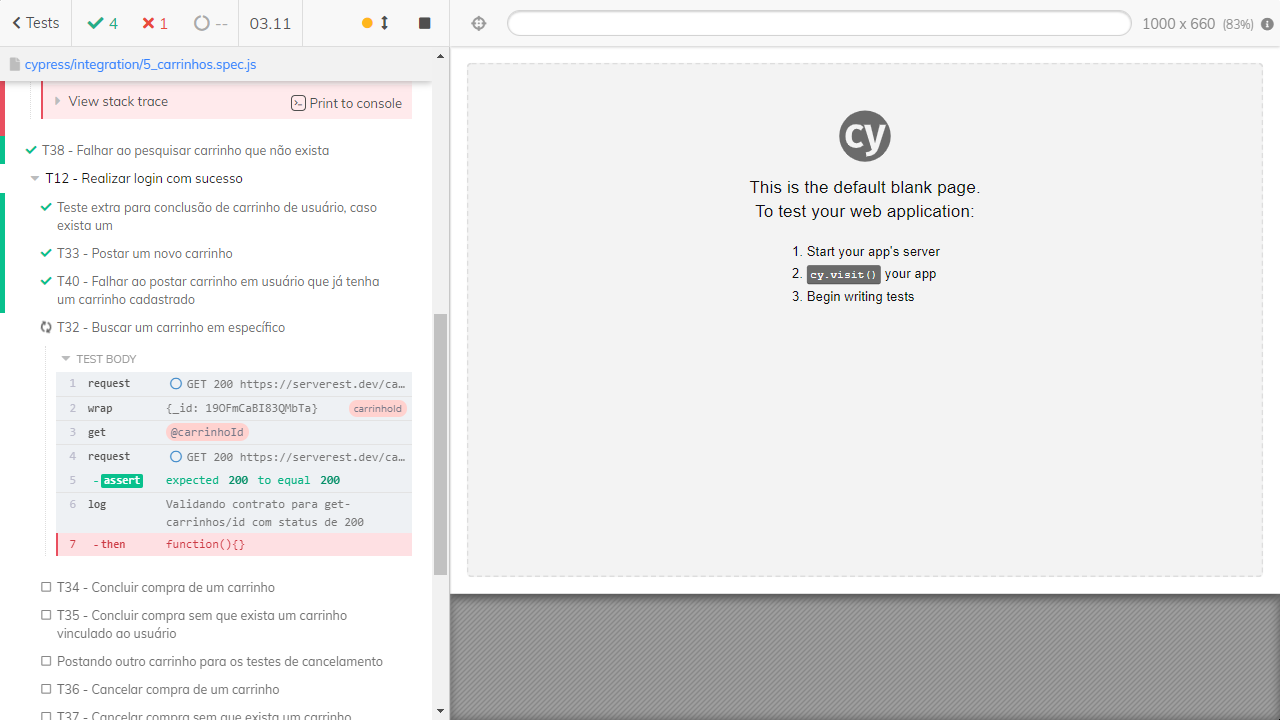 Tests
4
1
--
03.11
1000 x 660 (83%)
cypress/integration/5_carrinhos.spec.js
View stack trace
Print to console
T38 - Falhar ao pesquisar carrinho que não exista
T12 - Realizar login com sucesso
Teste extra para conclusão de carrinho de usuário, caso
exista um
T33 - Postar um novo carrinho
T40 - Falhar ao postar carrinho em usuário que já tenha
um carrinho cadastrado
T32 - Buscar um carrinho em específico
TEST BODY
1 request GET 200 https://serverest.dev/ca…
2 wrap {_id: 19OFmCaBI83QMbTa} carrinhoId
3 get @carrinhoId
4 request GET 200 https://serverest.dev/ca…
5 -assert expected 200 to equal 200
6 log Validando contrato para get-
carrinhos/id com status de 200
7 -then function(){}
T34 - Concluir compra de um carrinho
T35 - Concluir compra sem que exista um carrinho
vinculado ao usuário
Postando outro carrinho para os testes de cancelamento
T36 - Cancelar compra de um carrinho
T37 - Cancelar compra sem que exista um carrinho
cy
This is the default blank page.
To test your web application:
1. Start your app's server
2. cy.visit() your app
3. Begin writing tests